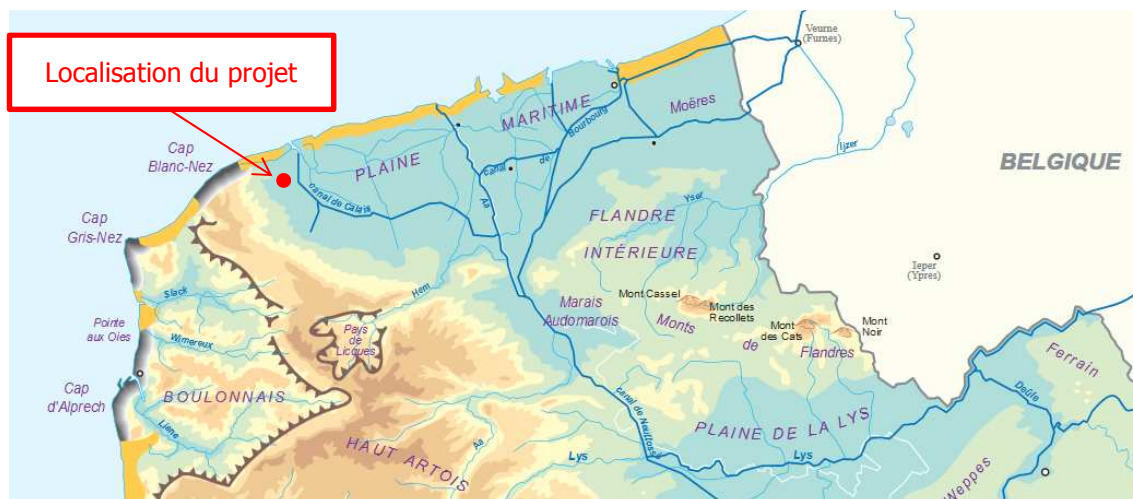 Localisation du projet
Veurne
(Furnes)
MARITIME
Moëres
Bourbourg
de
canal
Cap
Blanc-Nez
PLAINE
Ijzer
BELGIQUE
canal de Calais
Aa
Cap
Gris-Nez
FLANDRE
INTÉRIEURE
Yser
Ieper
(Ypres)
Hem
Slack
Marais
Audomarois
Mont Cassel
Mont des
Recollets
Mont
des Cats
Mont
Noir
Monts
de
Flandres
Pointe
aux Oies
Wimereux
Pays
de
Licques
Ferrain
Cap
d'Alprech
BOULONNAIS
Liane
canal de Neuffossé
Deûle
PLAINE DE LA LYS
HAUT ARTOIS
Aa
Lys
Lys
Weppes